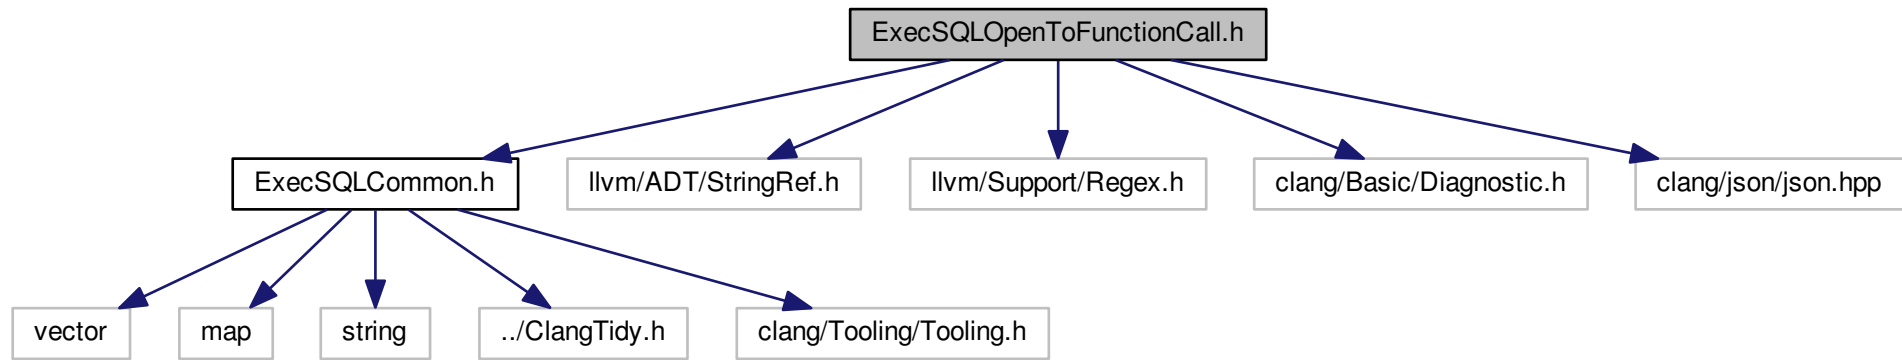 ExecSQLOpenToFunctionCall.h
ExecSQLCommon.h
llvm/ADT/StringRef.h
llvm/Support/Regex.h
clang/Basic/Diagnostic.h
clang/json/json.hpp
vector
map
string
../ClangTidy.h
clang/Tooling/Tooling.h